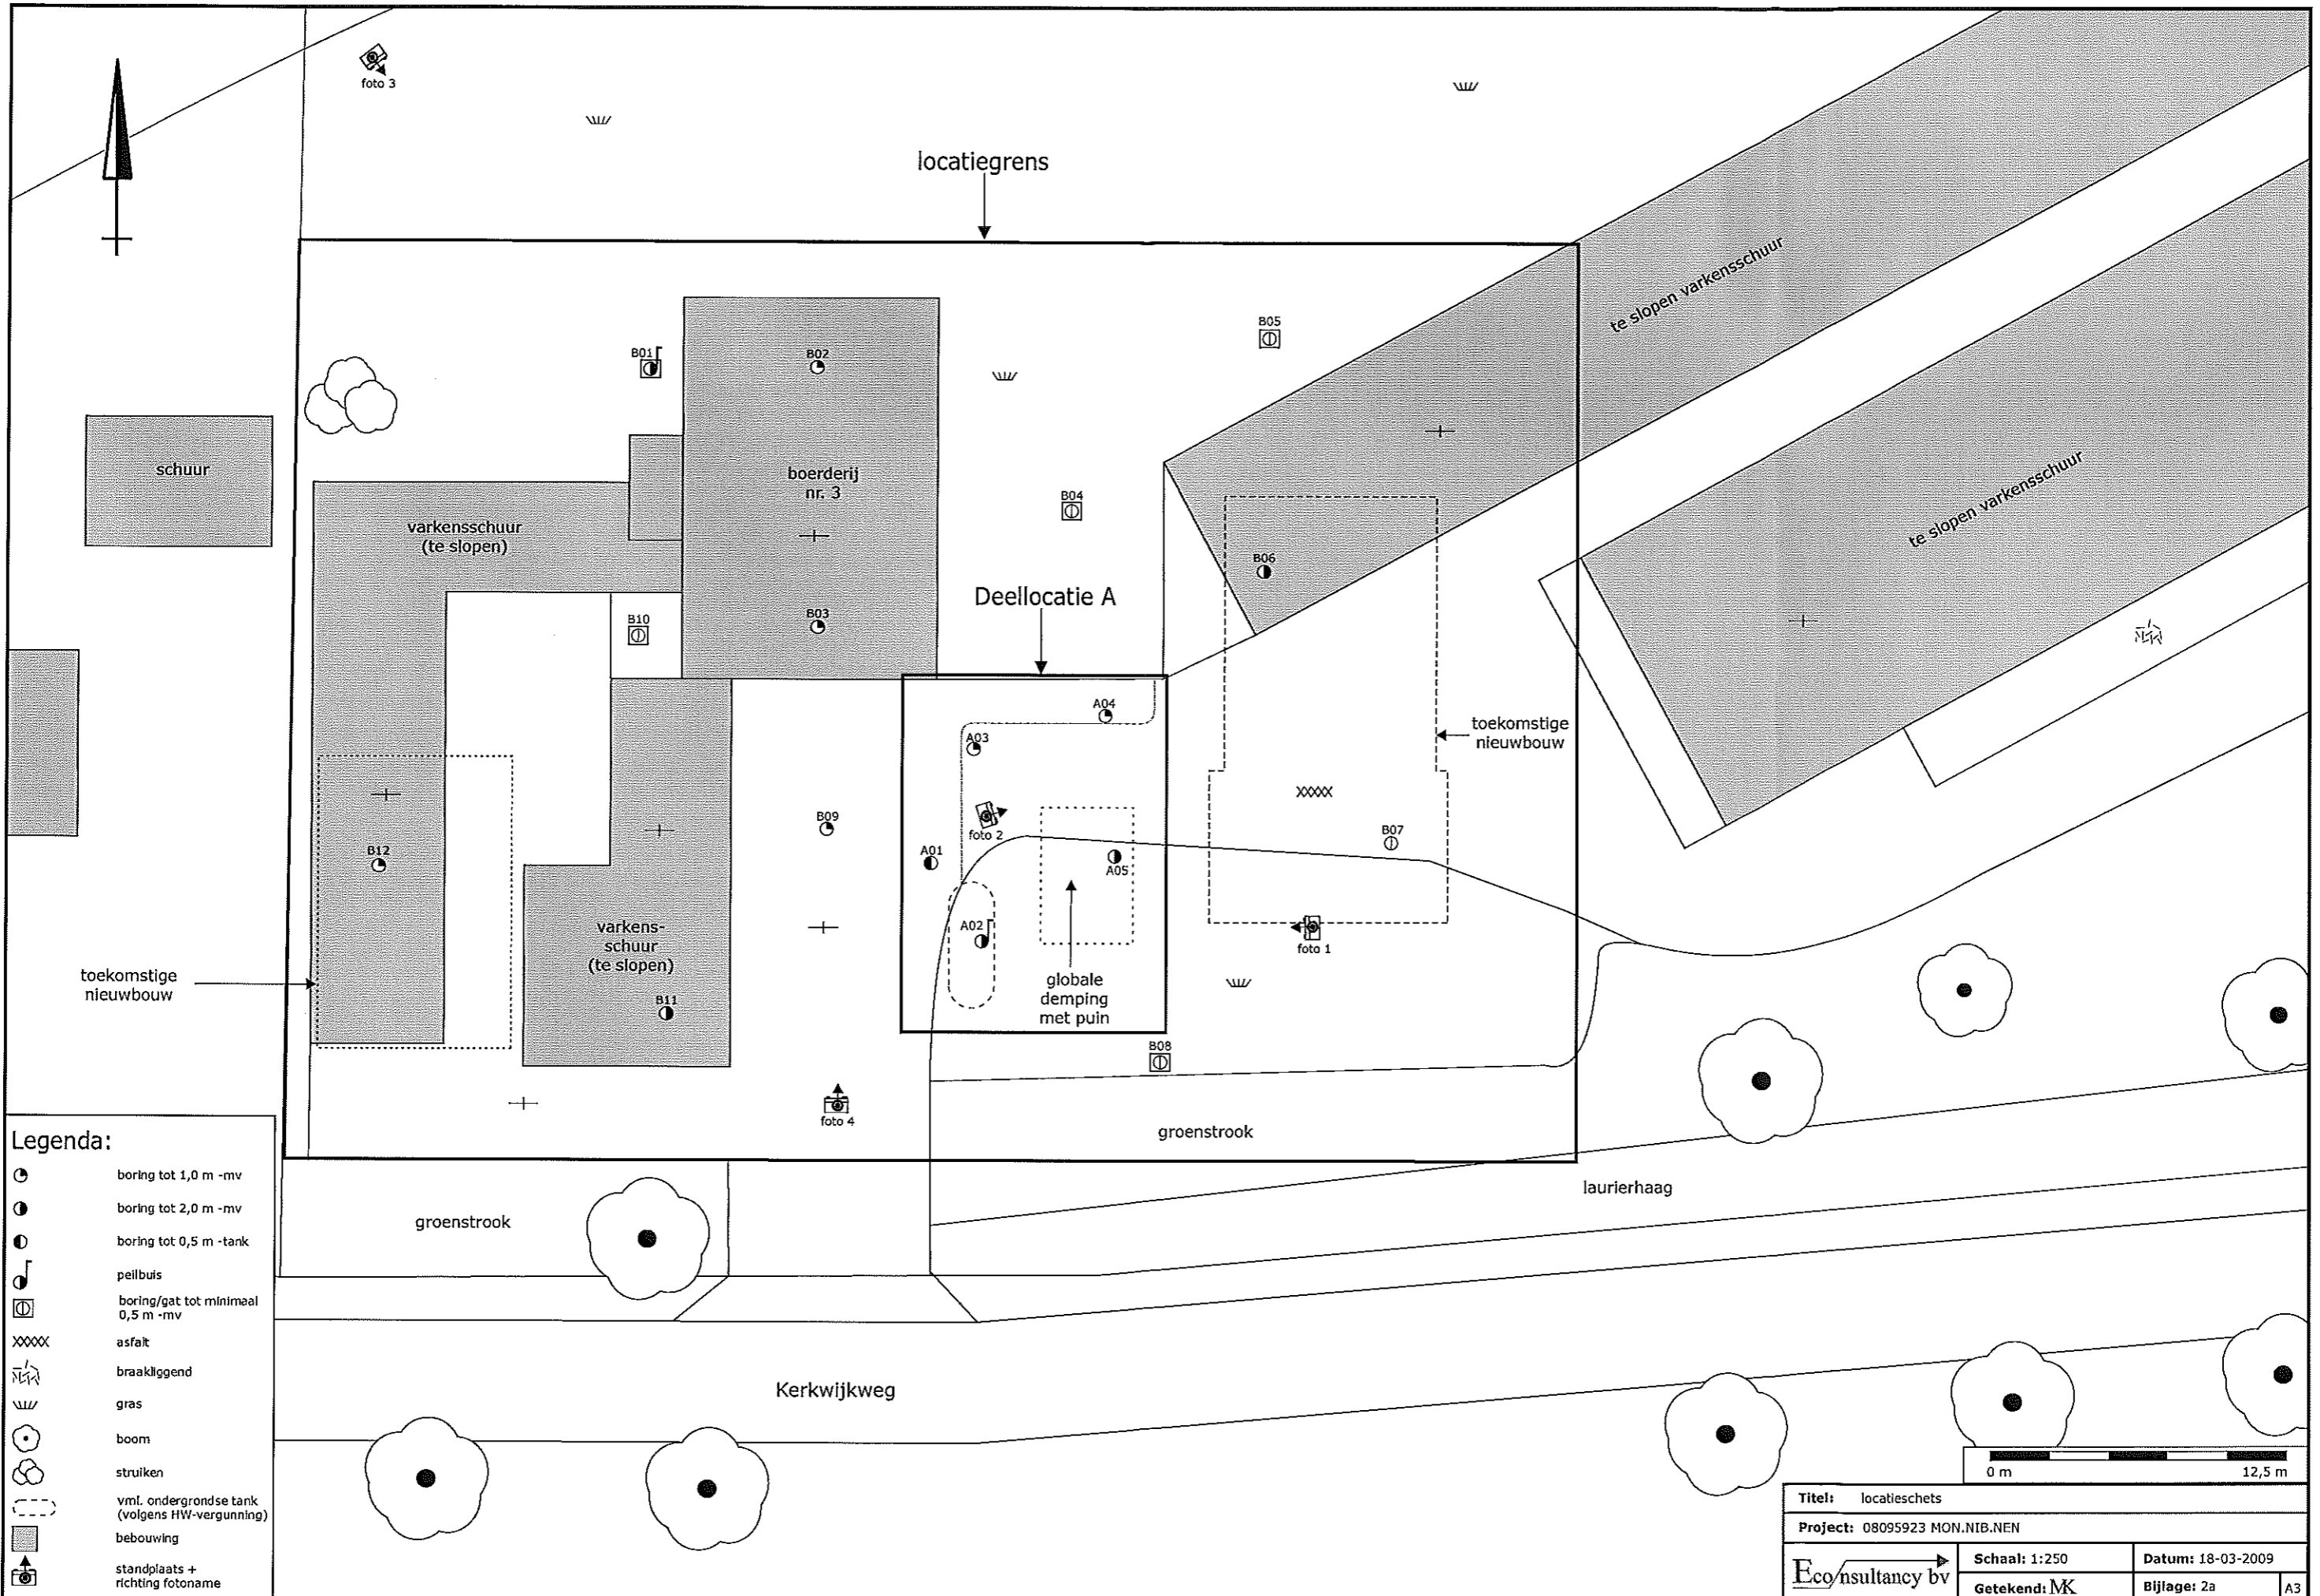 foto 3
locatiegrens
te slopen varkensschuur
B05
B01
B02
schuur
boerderij
nr. 3
B04
varkensschuur
(te slopen)
te slopen varkensschuur
B06
Deellocatie A
B10
B03
A04
A03
toekomstige
nieuwbouw
foto 2
B09
B07
A01
A05
B12
A02
varkens-
schuur
(te slopen)
foto 1
toekomstige
nieuwbouw
globale
demping
met puin
B11
B08
foto 4
groenstrook
laurierhaag
groenstrook
Kerkwijkweg
Legenda:
boring tot 1,0 m -mv
boring tot 2,0 m -mv
boring tot 0,5 m -tank
peilbuis
boring/gat tot minimaal
0,5 m -mv
asfalt
braakliggend
gras
boom
struiken
vml. ondergrondse tank
(volgens HW-vergunning)
bebouwing
standplaats +
richting fotoname
0 m 12,5 m
Titel: locatieschets
Project: 08095923 MON.NIB.NEN
Econsultancy bv
Schaal: 1:250 Datum: 18-03-2009
Getekend: MK Bijlage: 2a A3